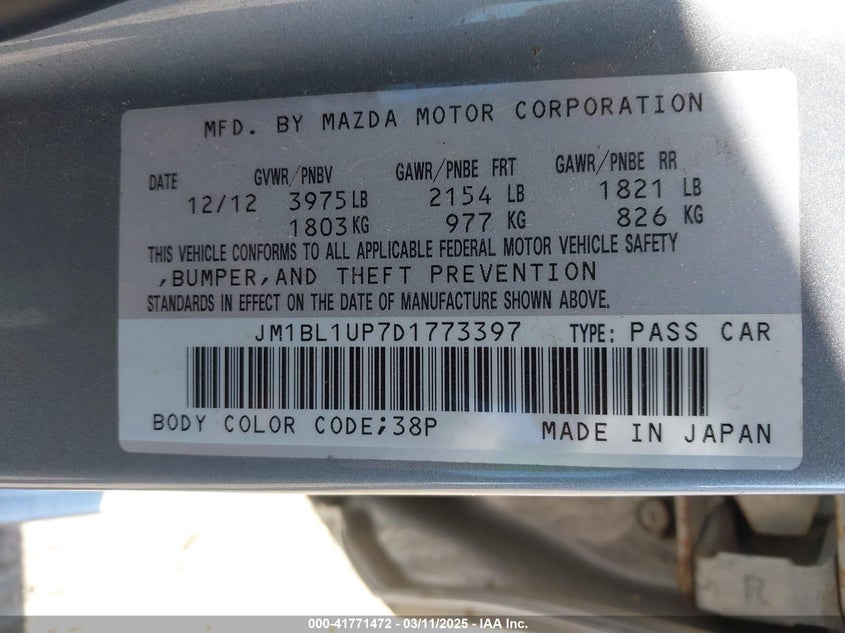 MFD. BY MAZDA MOTOR CORPORATION
DATE GVWR/PNBV GAWR/PNBE FRT GAWR/PNBE RR
12/12 3975LB 2154 LB 1821 LB
1803KG 977 KG 826 KG
THIS VEHICLE CONFORMS TO ALL APPLICABLE FEDERAL MOTOR VEHICLE SAFETY
,BUMPER,AND THEFT PREVENTION
STANDARDS IN EFFECT ON THE DATE OF MANUFACTURE SHOWN ABOVE.
JM1BL1UP7D1773397 TYPE: PASS CAR
BODY COLOR CODE;38P MADE IN JAPAN
R
000-41771472 — 03/11/2025 — IAA Inc.